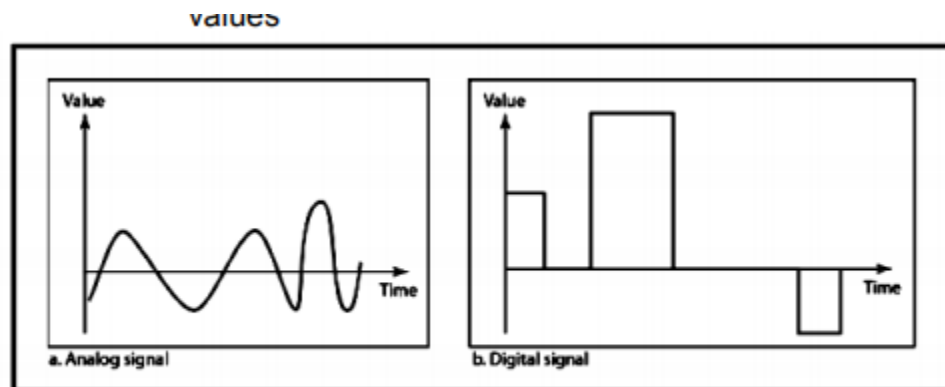 values
Value
Time
a. Analog signal
Value
Time
b. Digital signal